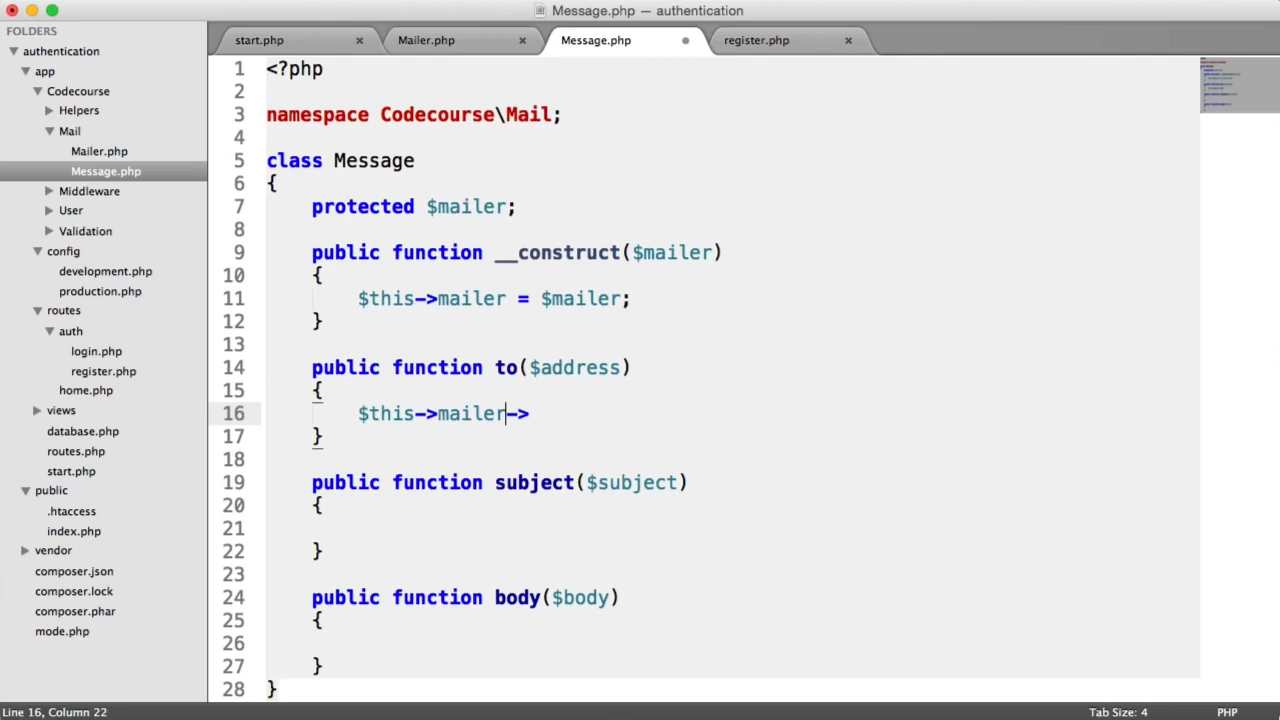 Message.php — authentication
FOLDERS
authentication
app
Codecourse
Helpers
Mail
Mailer.php
Message.php
Middleware
User
Validation
config
development.php
production.php
routes
auth
login.php
register.php
home.php
views
database.php
routes.php
start.php
public
.htaccess
index.php
vendor
composer.json
composer.lock
composer.phar
mode.php
start.php × Mailer.php × Message.php register.php ×
1 <?php
2
3 namespace Codecourse\Mail;
4
5 class Message
6 {
7 protected $mailer;
8
9 public function __construct($mailer)
10 {
11 $this->mailer = $mailer;
12 }
13
14 public function to($address)
15 {
16 $this->mailer->
17 }
18
19 public function subject($subject)
20 {
21
22 }
23
24 public function body($body)
25 {
26
27 }
28 }
Line 16, Column 22 Tab Size: 4 PHP